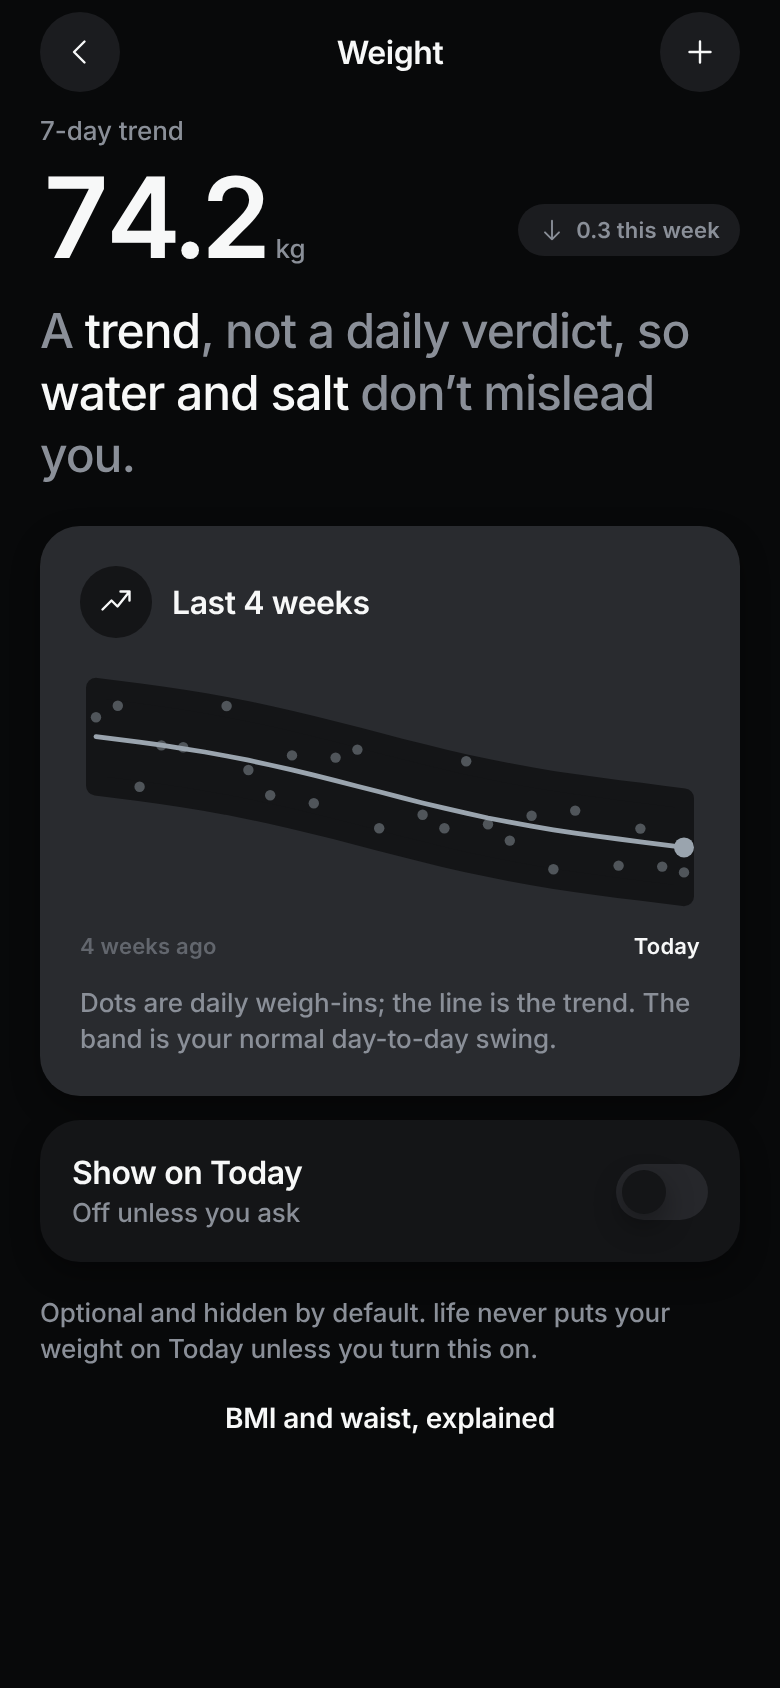 Weight
7-day trend
74.2 kg
0.3 this week
A trend, not a daily verdict, so
water and salt don’t mislead
you.
Last 4 weeks
4 weeks ago
Today
Dots are daily weigh-ins; the line is the trend. The
band is your normal day-to-day swing.
Show on Today
Off unless you ask
Optional and hidden by default. life never puts your
weight on Today unless you turn this on.
BMI and waist, explained